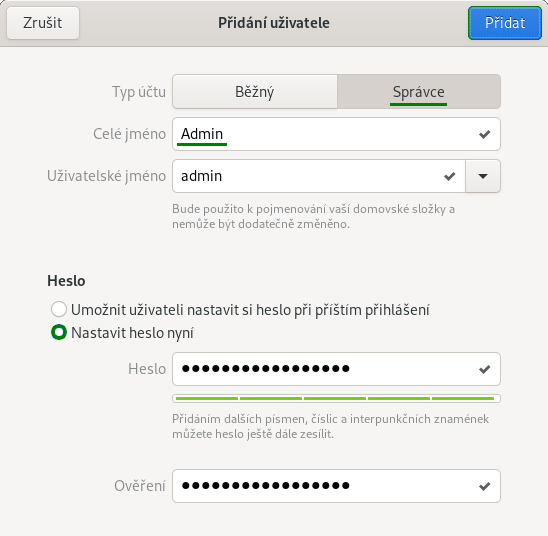 Zrušit Přidání uživatele Přidat
Typ účtu Běžný Správce
Celé jméno Admin
Uživatelské jméno admin
Bude použito k pojmenování vaší domovské složky a
nemůže být dodatečně změněno.
Heslo
Umožnit uživateli nastavit si heslo při příštím přihlášení
Nastavit heslo nyní
Heslo ●●●●●●●●●●●●●●●●●
Přidáním dalších písmen, číslic a interpunkčních znamének
můžete heslo ještě dále zesílit.
Ověření ●●●●●●●●●●●●●●●●●